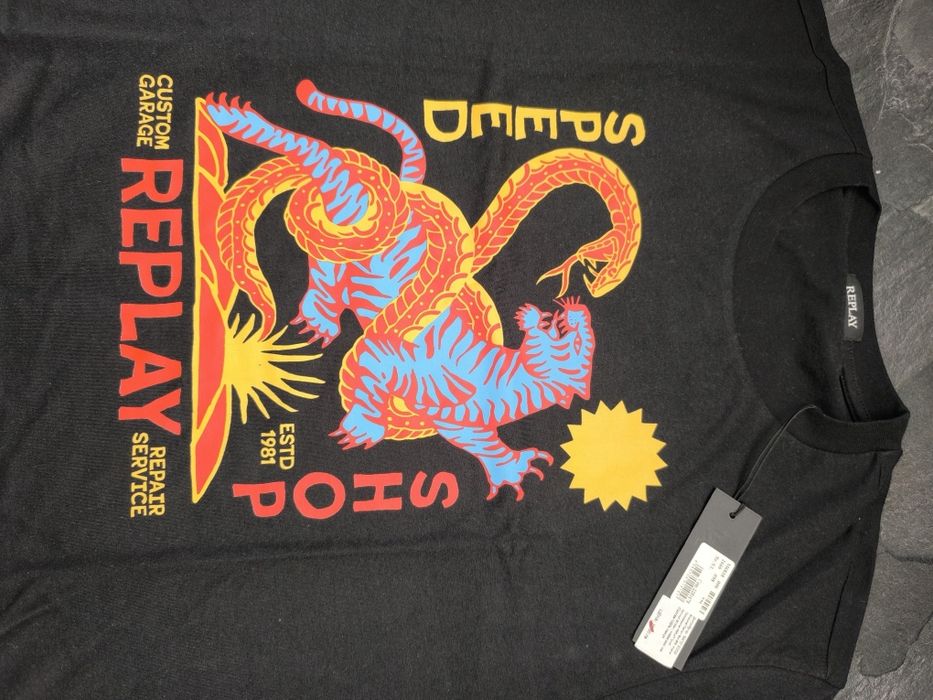 SPEED
SHOP
ESTD
1981
CUSTOM
GARAGE
REPLAY
REPAIR
SERVICE
REPLAY